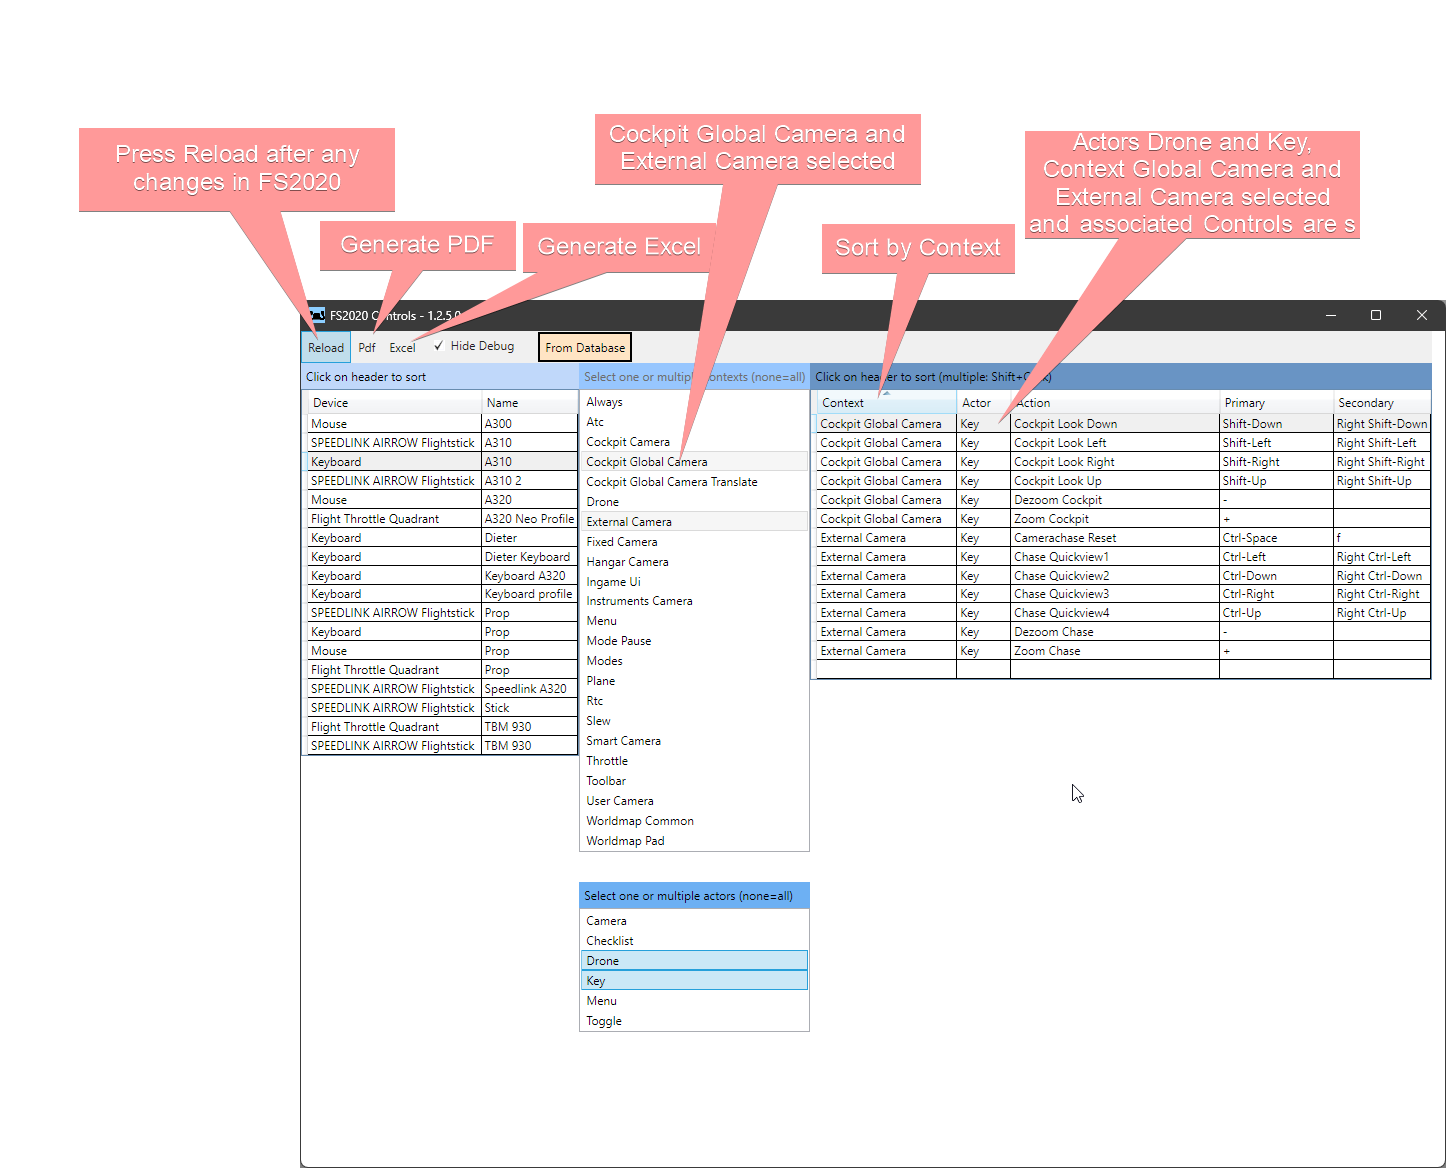 Press Reload after any
changes in FS2020
Generate PDF
Generate Excel
Cockpit Global Camera and
External Camera selected
Sort by Context
Actors Drone and Key,
Context Global Camera and
External Camera selected
and associated Controls are s
FS2020 Controls - 1.2.5.0
Reload Pdf Excel Hide Debug From Database
Click on header to sort
Device Name
Mouse A300
SPEEDLINK AIRROW Flightstick A310
Keyboard A310
SPEEDLINK AIRROW Flightstick A310 2
Mouse A320
Flight Throttle Quadrant A320 Neo Profile
Keyboard Dieter
Keyboard Dieter Keyboard
Keyboard Keyboard A320
Keyboard Keyboard profile
SPEEDLINK AIRROW Flightstick Prop
Keyboard Prop
Mouse Prop
Flight Throttle Quadrant Prop
SPEEDLINK AIRROW Flightstick Speedlink A320
SPEEDLINK AIRROW Flightstick Stick
Flight Throttle Quadrant TBM 930
SPEEDLINK AIRROW Flightstick TBM 930
Select one or multiple contexts (none=all)
Always
Atc
Cockpit Camera
Cockpit Global Camera
Cockpit Global Camera Translate
Drone
External Camera
Fixed Camera
Hangar Camera
Ingame Ui
Instruments Camera
Menu
Mode Pause
Modes
Plane
Rtc
Slew
Smart Camera
Throttle
Toolbar
User Camera
Worldmap Common
Worldmap Pad
Select one or multiple actors (none=all)
Camera
Checklist
Drone
Key
Menu
Toggle
Click on header to sort (multiple: Shift+Click)
Context Actor Action Primary Secondary
Cockpit Global Camera Key Cockpit Look Down Shift-Down Right Shift-Down
Cockpit Global Camera Key Cockpit Look Left Shift-Left Right Shift-Left
Cockpit Global Camera Key Cockpit Look Right Shift-Right Right Shift-Right
Cockpit Global Camera Key Cockpit Look Up Shift-Up Right Shift-Up
Cockpit Global Camera Key Dezoom Cockpit -
Cockpit Global Camera Key Zoom Cockpit +
External Camera Key Camerachase Reset Ctrl-Space f
External Camera Key Chase Quickview1 Ctrl-Left Right Ctrl-Left
External Camera Key Chase Quickview2 Ctrl-Down Right Ctrl-Down
External Camera Key Chase Quickview3 Ctrl-Right Right Ctrl-Right
External Camera Key Chase Quickview4 Ctrl-Up Right Ctrl-Up
External Camera Key Dezoom Chase -
External Camera Key Zoom Chase +